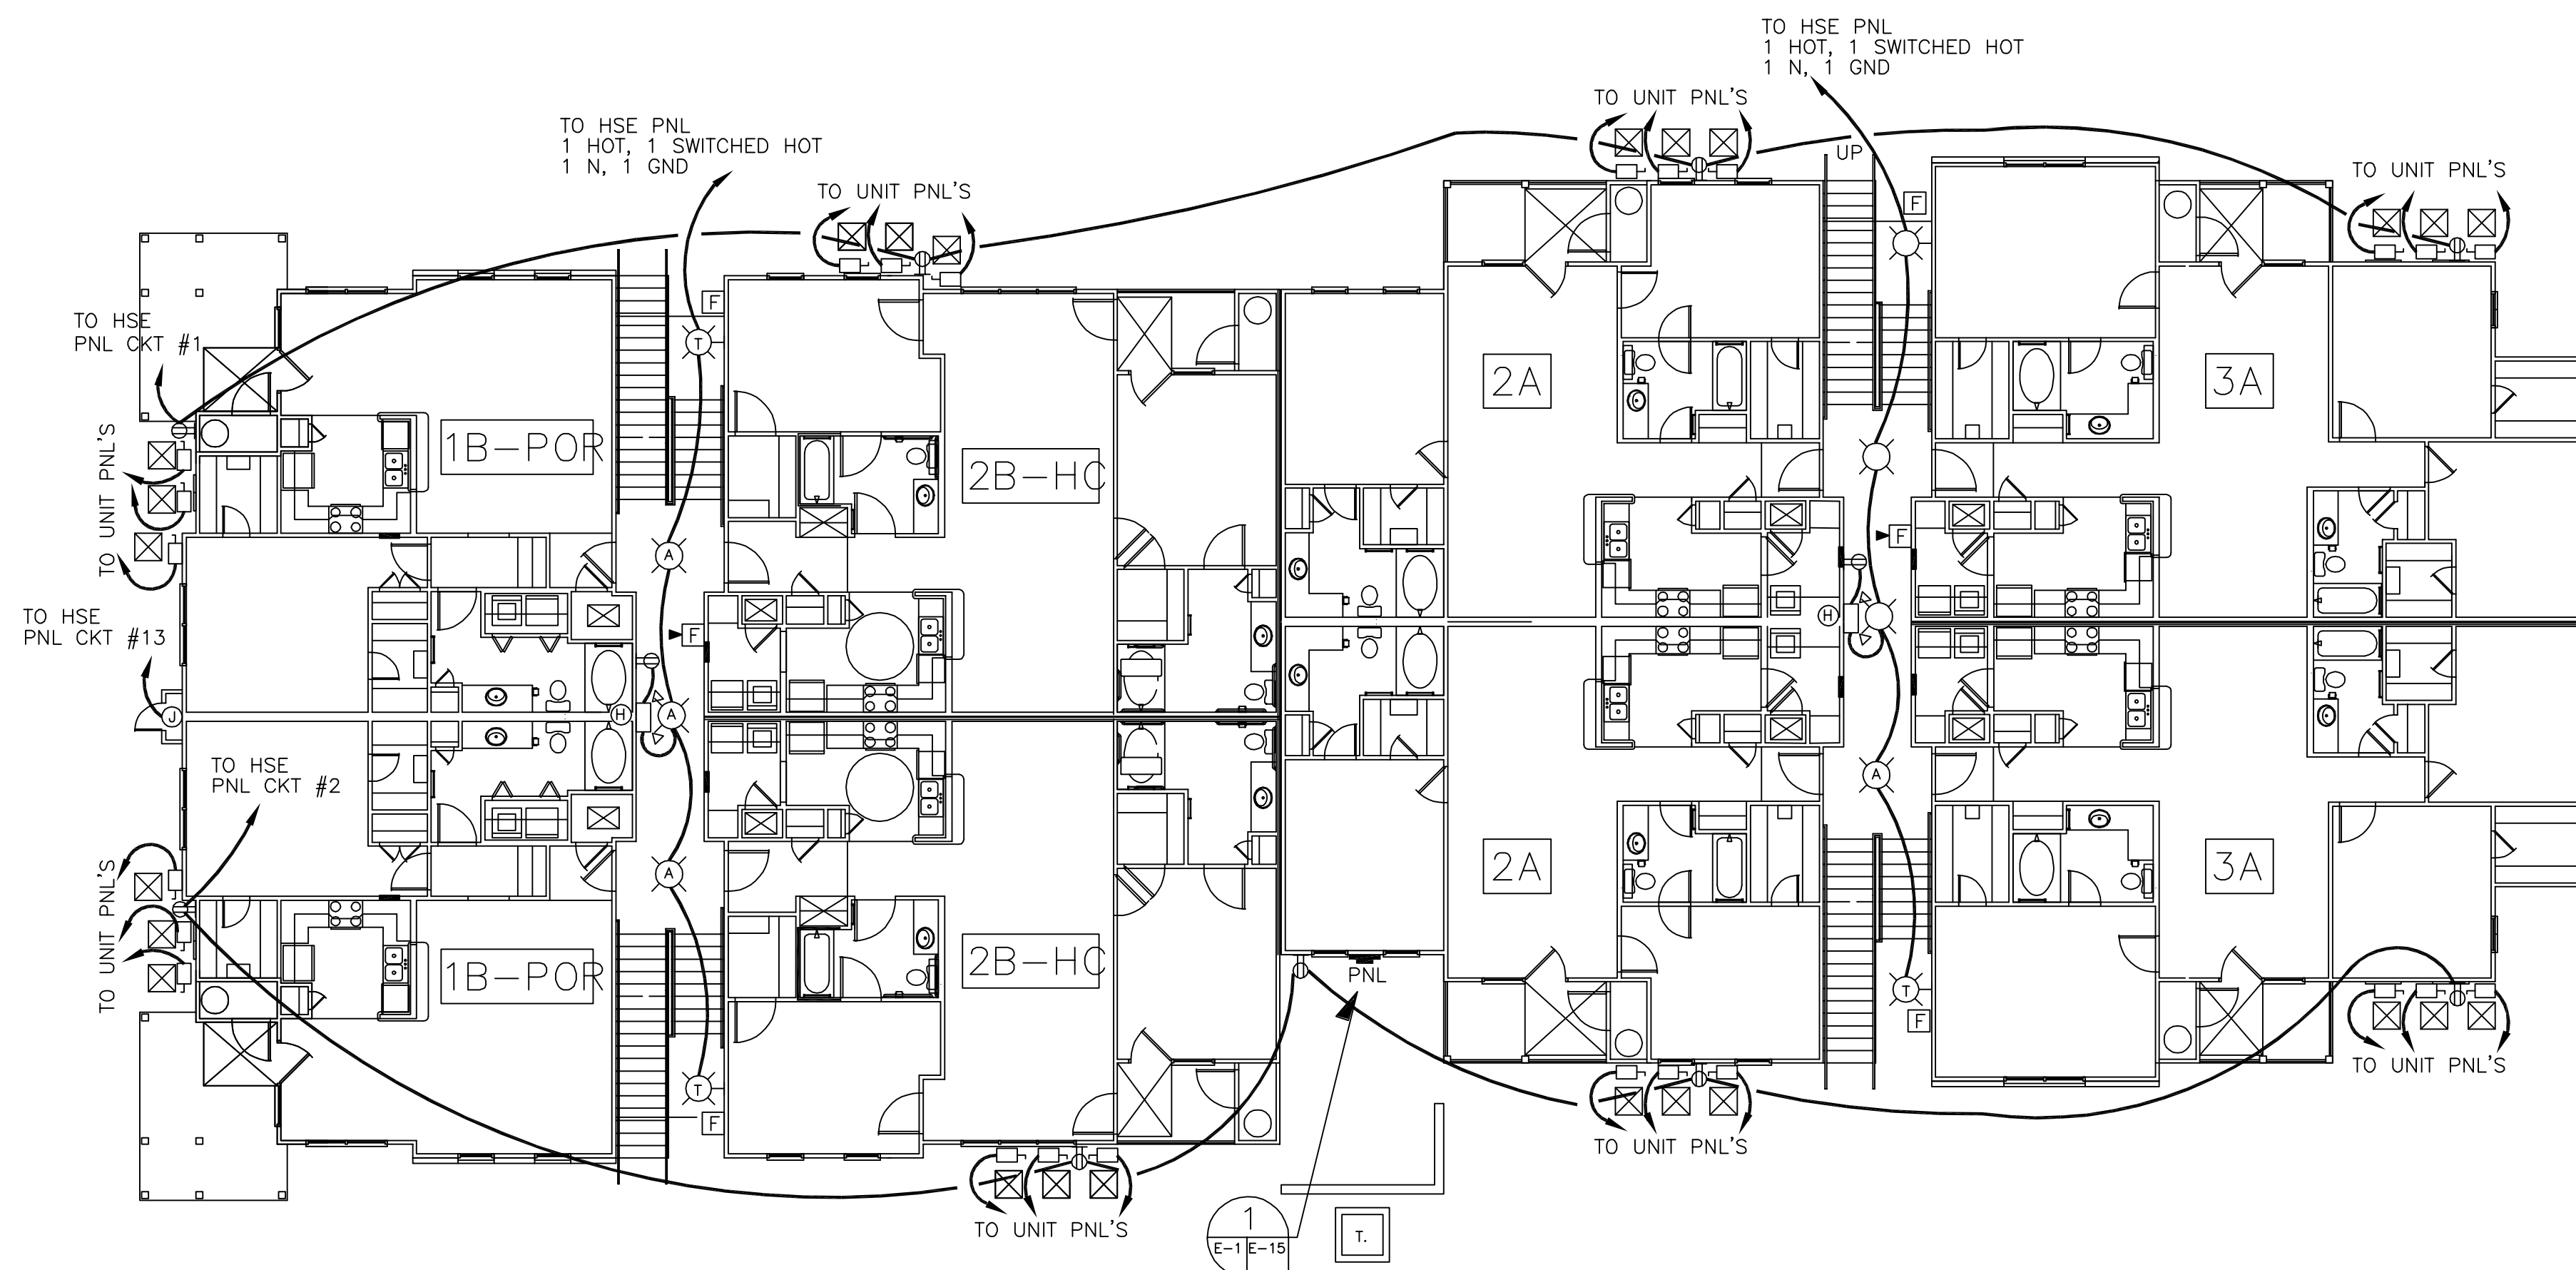 TO HSE PNL
1 HOT, 1 SWITCHED HOT
1 N, 1 GND
TO UNIT PNL'S
TO HSE PNL
1 HOT, 1 SWITCHED HOT
1 N, 1 GND
UP
TO UNIT PNL'S
TO UNIT PNL'S
F
F
TO HSE
PNL CKT #1
T
2A
3A
TO UNIT PNL'S
1B-POR
2B-HC
A
F
TO HSE
PNL CKT #13
F
H
H
A
J
TO HSE
PNL CKT #2
A
A
2A
3A
TO UNIT PNL'S
1B-POR
2B-HC
PNL
T
F
T
F
TO UNIT PNL'S
TO UNIT PNL'S
TO UNIT PNL'S
1
E-1 E-15
T.